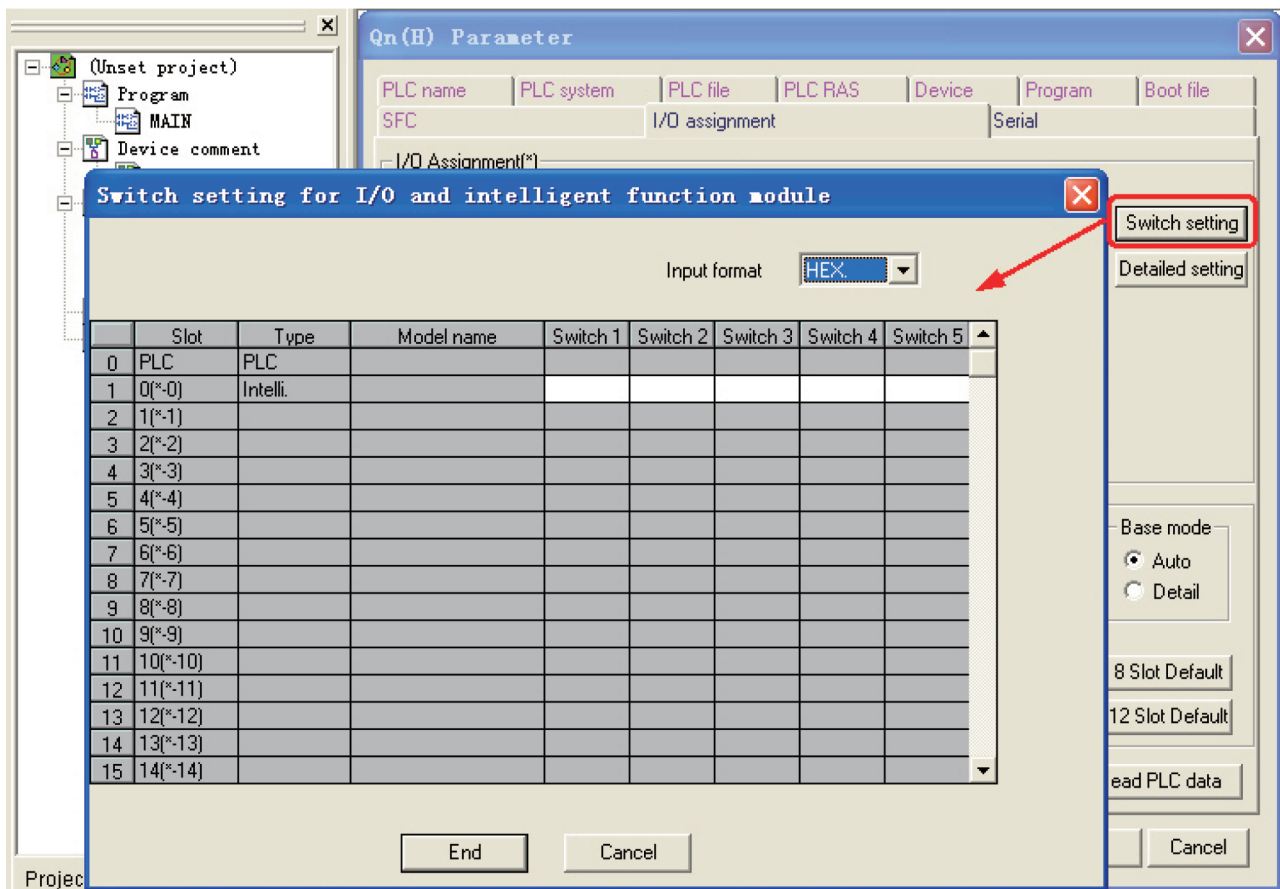 Qn(H) Parameter
(Unset project)
Program
MAIN
Device comment
PLC name PLC system PLC file PLC RAS Device Program Boot file
SFC I/O assignment Serial
I/O Assignment(*)
Switch setting for I/O and intelligent function module
Switch setting
Detailed setting
Input format HEX.
Slot Type Model name Switch 1 Switch 2 Switch 3 Switch 4 Switch 5
0 PLC PLC
1 0(*-0) Intelli.
2 1(*-1)
3 2(*-2)
4 3(*-3)
5 4(*-4)
6 5(*-5)
7 6(*-6)
8 7(*-7)
9 8(*-8)
10 9(*-9)
11 10(*-10)
12 11(*-11)
13 12(*-12)
14 13(*-13)
15 14(*-14)
Base mode
Auto
Detail
8 Slot Default
12 Slot Default
ead PLC data
End Cancel
Cancel
Projec